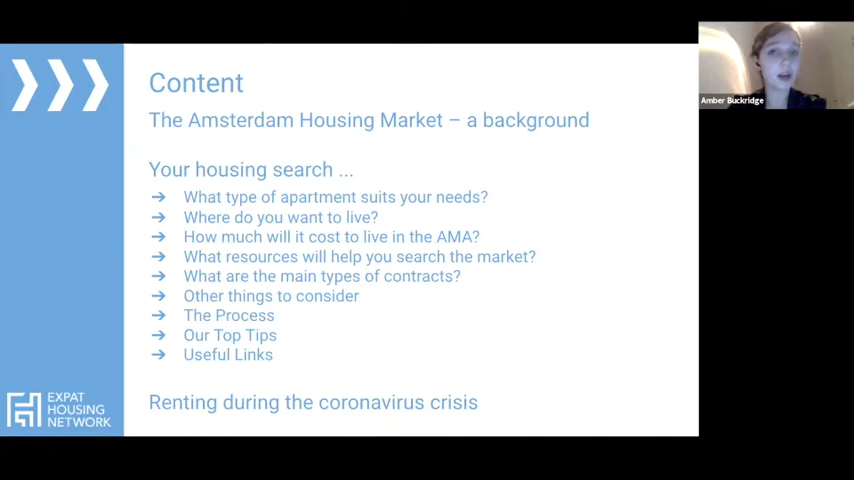 Content
The Amsterdam Housing Market – a background
Your housing search ...
➔ What type of apartment suits your needs?
➔ Where do you want to live?
➔ How much will it cost to live in the AMA?
➔ What resources will help you search the market?
➔ What are the main types of contracts?
➔ Other things to consider
➔ The Process
➔ Our Top Tips
➔ Useful Links
Renting during the coronavirus crisis
EXPAT
HOUSING
NETWORK
Amber Buckridge